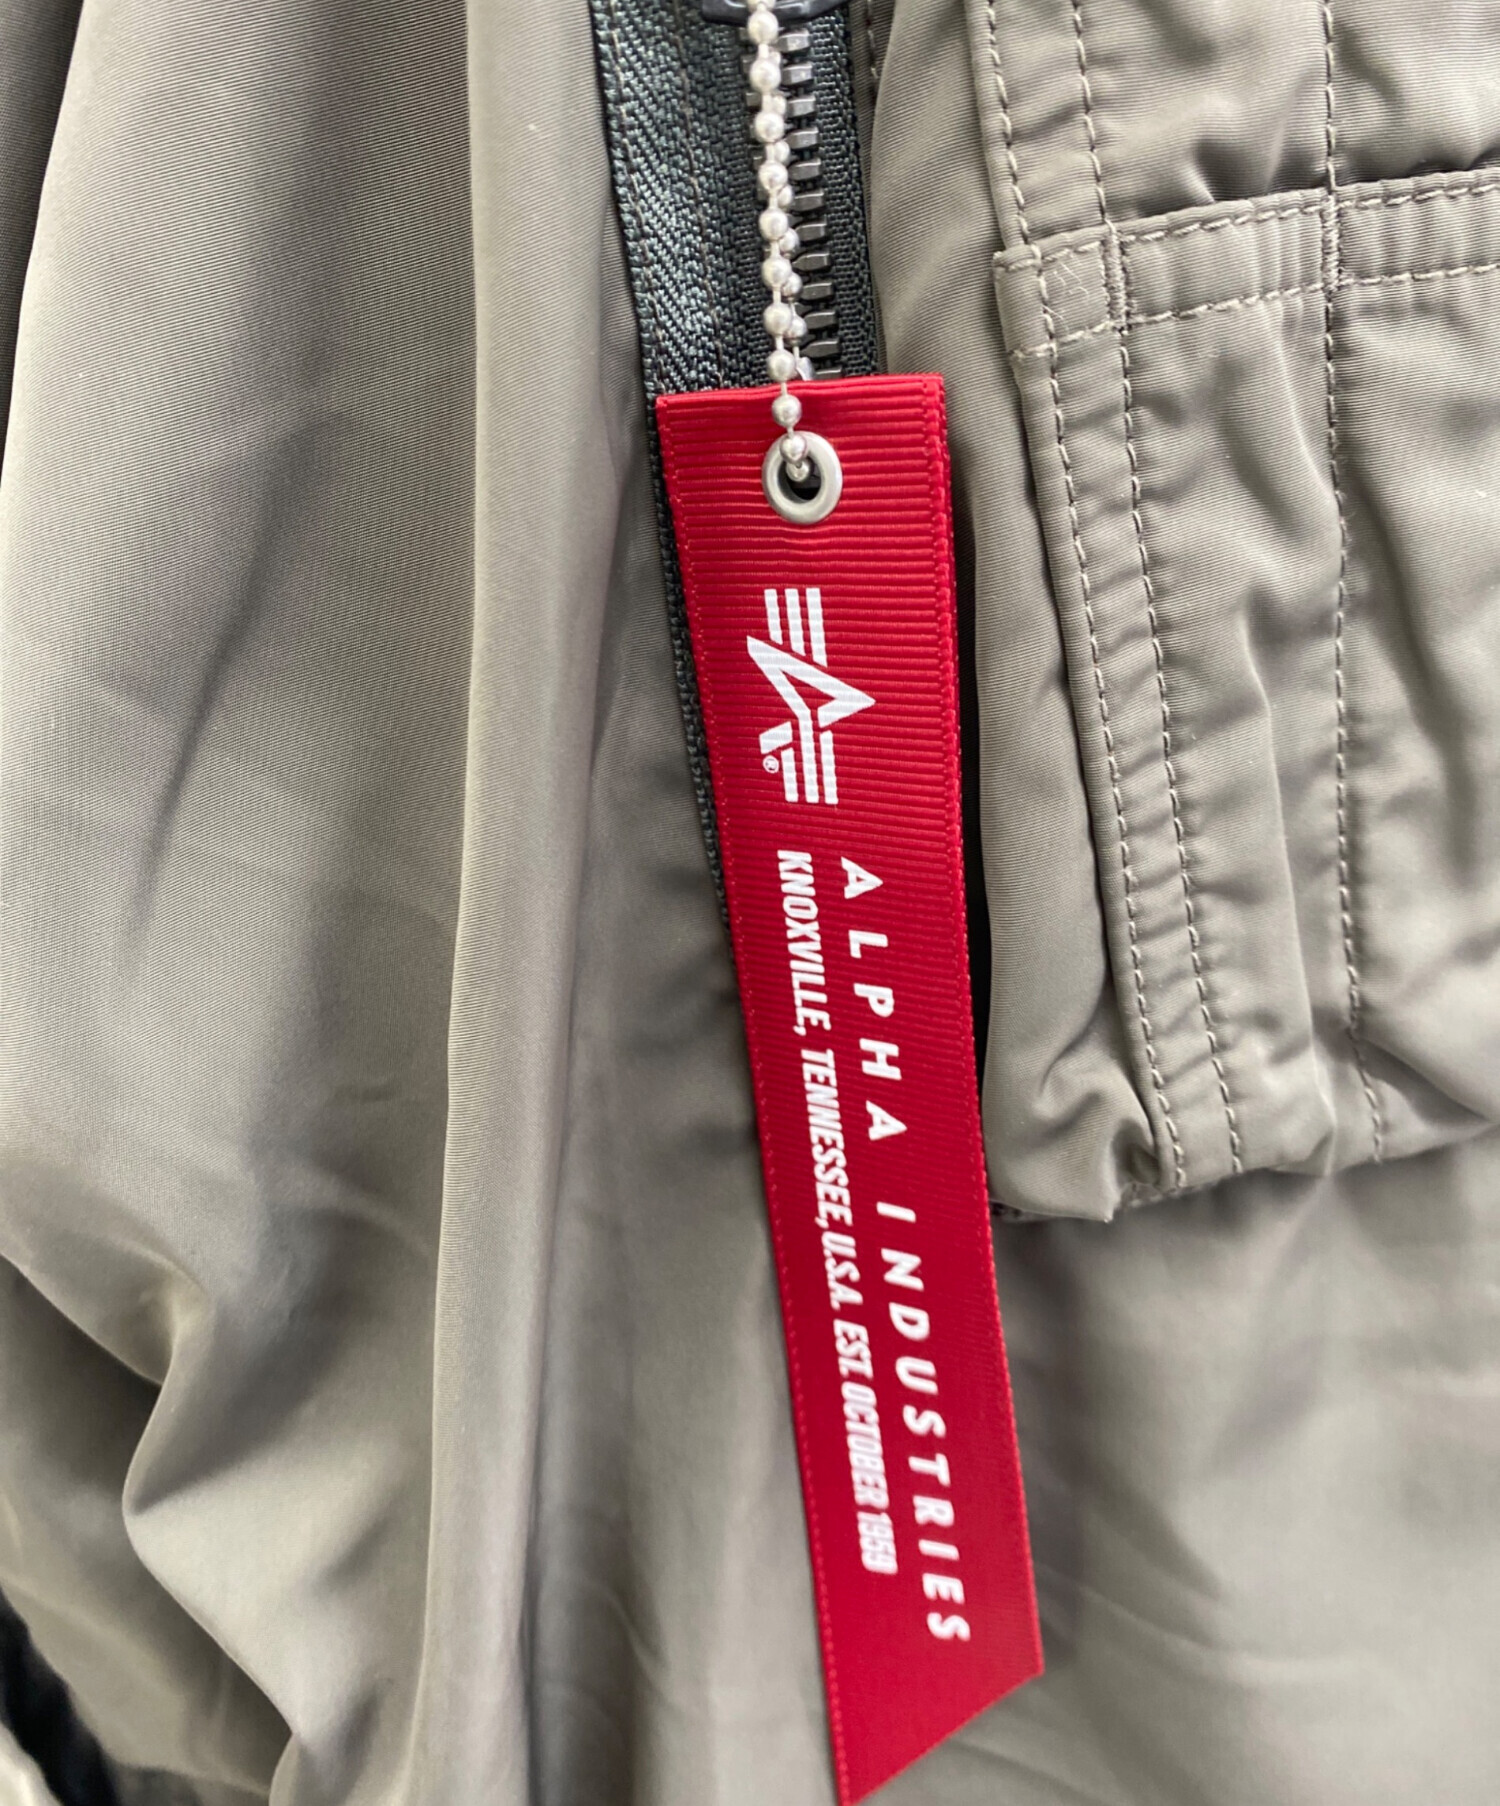 ALPHA INDUSTRIES
KNOXVILLE, TENNESSEE, U.S.A. EST. OCTOBER 1959